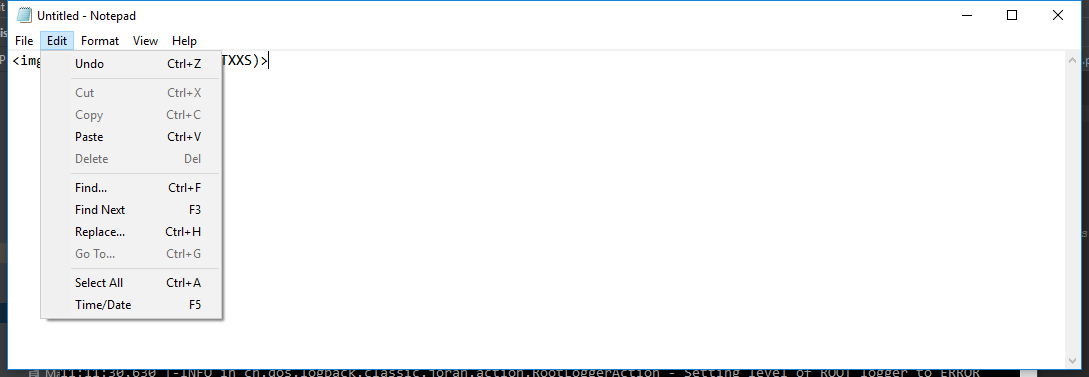 Untitled - Notepad
File Edit Format View Help
<img TXXS)>
Undo Ctrl+Z
Cut Ctrl+X
Copy Ctrl+C
Paste Ctrl+V
Delete Del
Find... Ctrl+F
Find Next F3
Replace... Ctrl+H
Go To... Ctrl+G
Select All Ctrl+A
Time/Date F5
11:11:30.630 |-INFO in ch.qos.logback.classic.joran.action.RootLoggerAction - Setting level of ROOT logger to ERROR